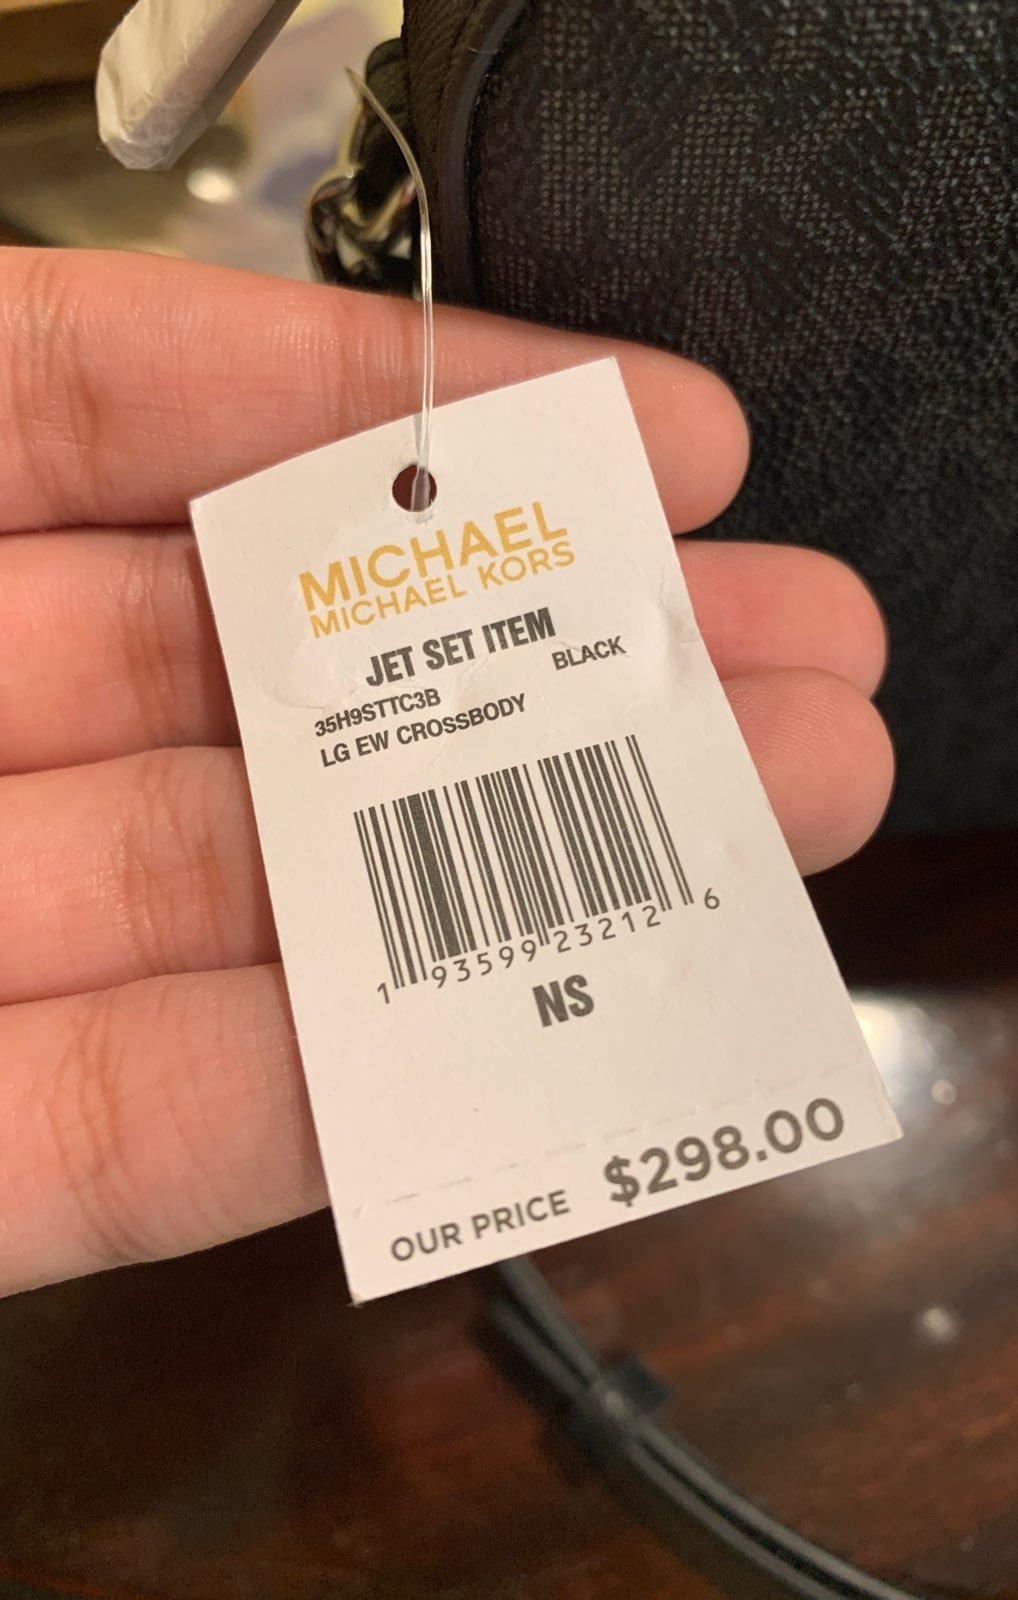 MICHAEL
MICHAEL KORS
JET SET ITEM
35H9STTC3B BLACK
LG EW CROSSBODY
1 93599 23212 6
NS
OUR PRICE $298.00